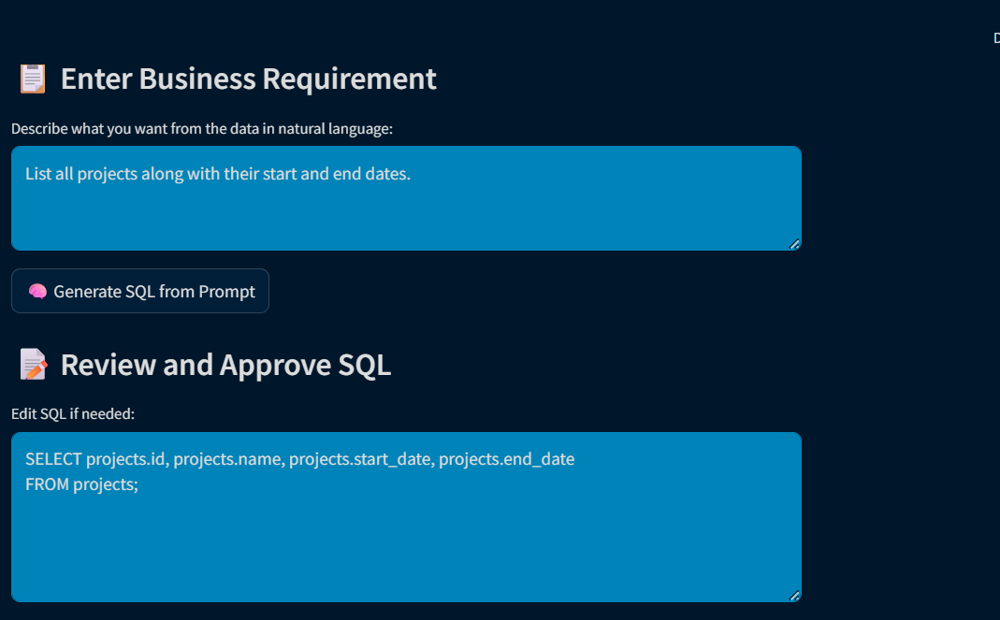 Enter Business Requirement
Describe what you want from the data in natural language:
List all projects along with their start and end dates.
Generate SQL from Prompt
Review and Approve SQL
Edit SQL if needed:
SELECT projects.id, projects.name, projects.start_date, projects.end_date
FROM projects;